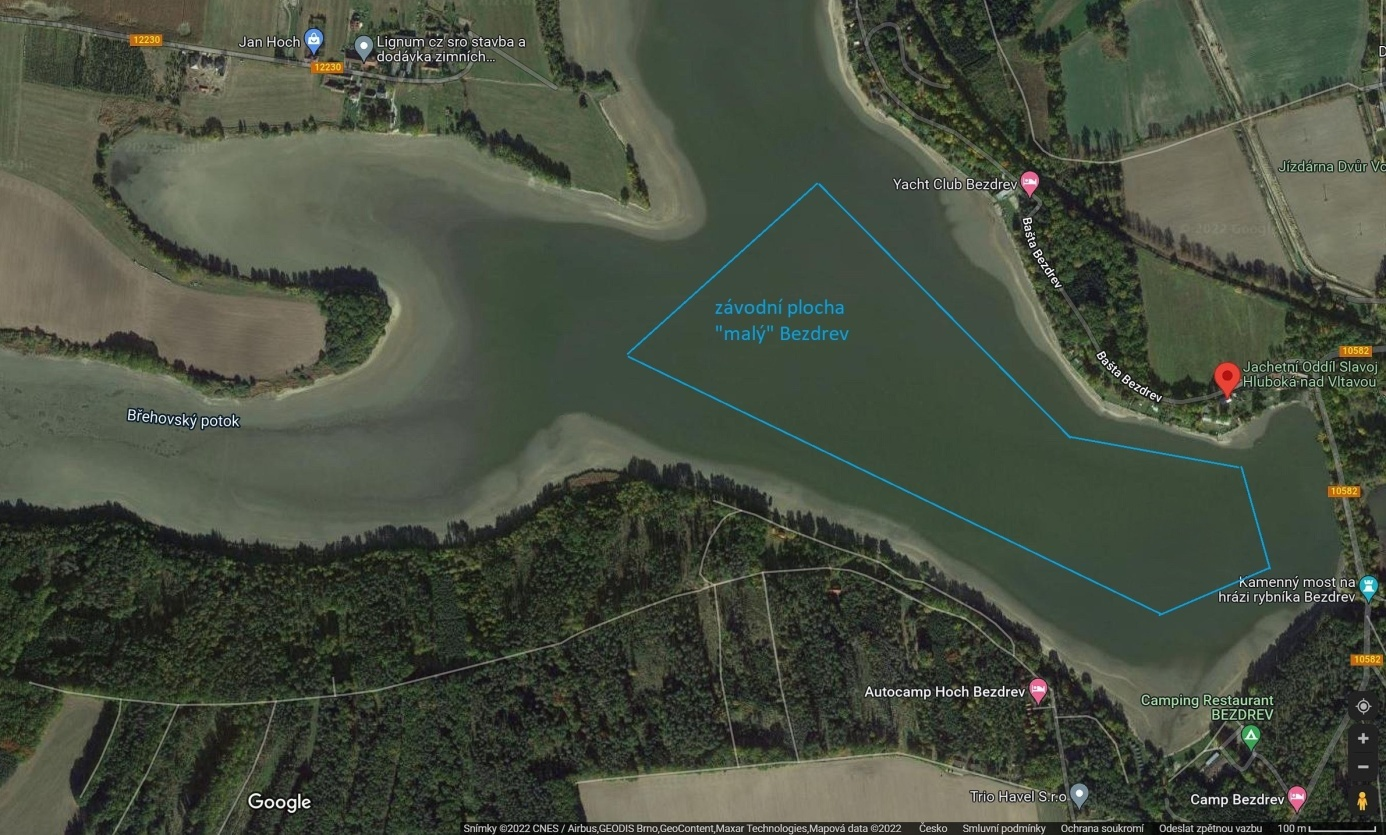 12230
Jan Hoch
Lignum cz sro stavba a
dodávka zimních...
12230
Yacht Club Bezdrev
Jízdárna Dvůr Vo
Bašta Bezdrev
závodní plocha
"malý" Bezdrev
Bašta Bezdrev
10582
Jachetní Oddíl Slavoj
Hluboká nad Vltavou
Břehovský potok
10582
Kamenný most na
hrázi rybníka Bezdrev
10582
Autocamp Hoch Bezdrev
Camping Restaurant
BEZDREV
Trio Havel S.r.o
Camp Bezdrev
Google
Snímky ©2022 CNES / Airbus,GEODIS Brno,GeoContent,Maxar Technologies,Mapová data ©2022 Česko Smluvní podmínky Ochrana soukromí Odeslat zpětnou vazbu 100 m